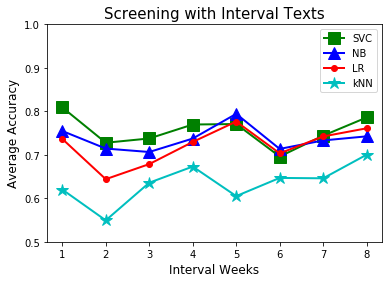 Screening with Interval Texts
SVC
NB
LR
kNN
1.0
0.9
0.8
0.7
0.6
0.5
Average Accuracy
1 2 3 4 5 6 7 8
Interval Weeks